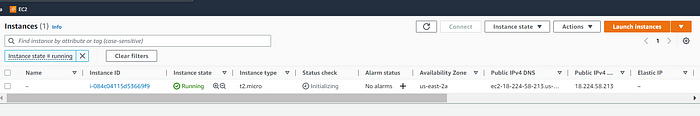 EC2
Instances (1) Info
Connect Instance state Actions Launch instances
Find instance by attribute or tag (case-sensitive)
1
Instance state = running Clear filters
Name Instance ID Instance state Instance type Status check Alarm status Availability Zone Public IPv4 DNS Public IPv4 ... Elastic IP
– i-084c04115d53669f9 Running t2.micro Initializing No alarms us-east-2a ec2-18-224-58-213.us-... 18.224.58.213 –